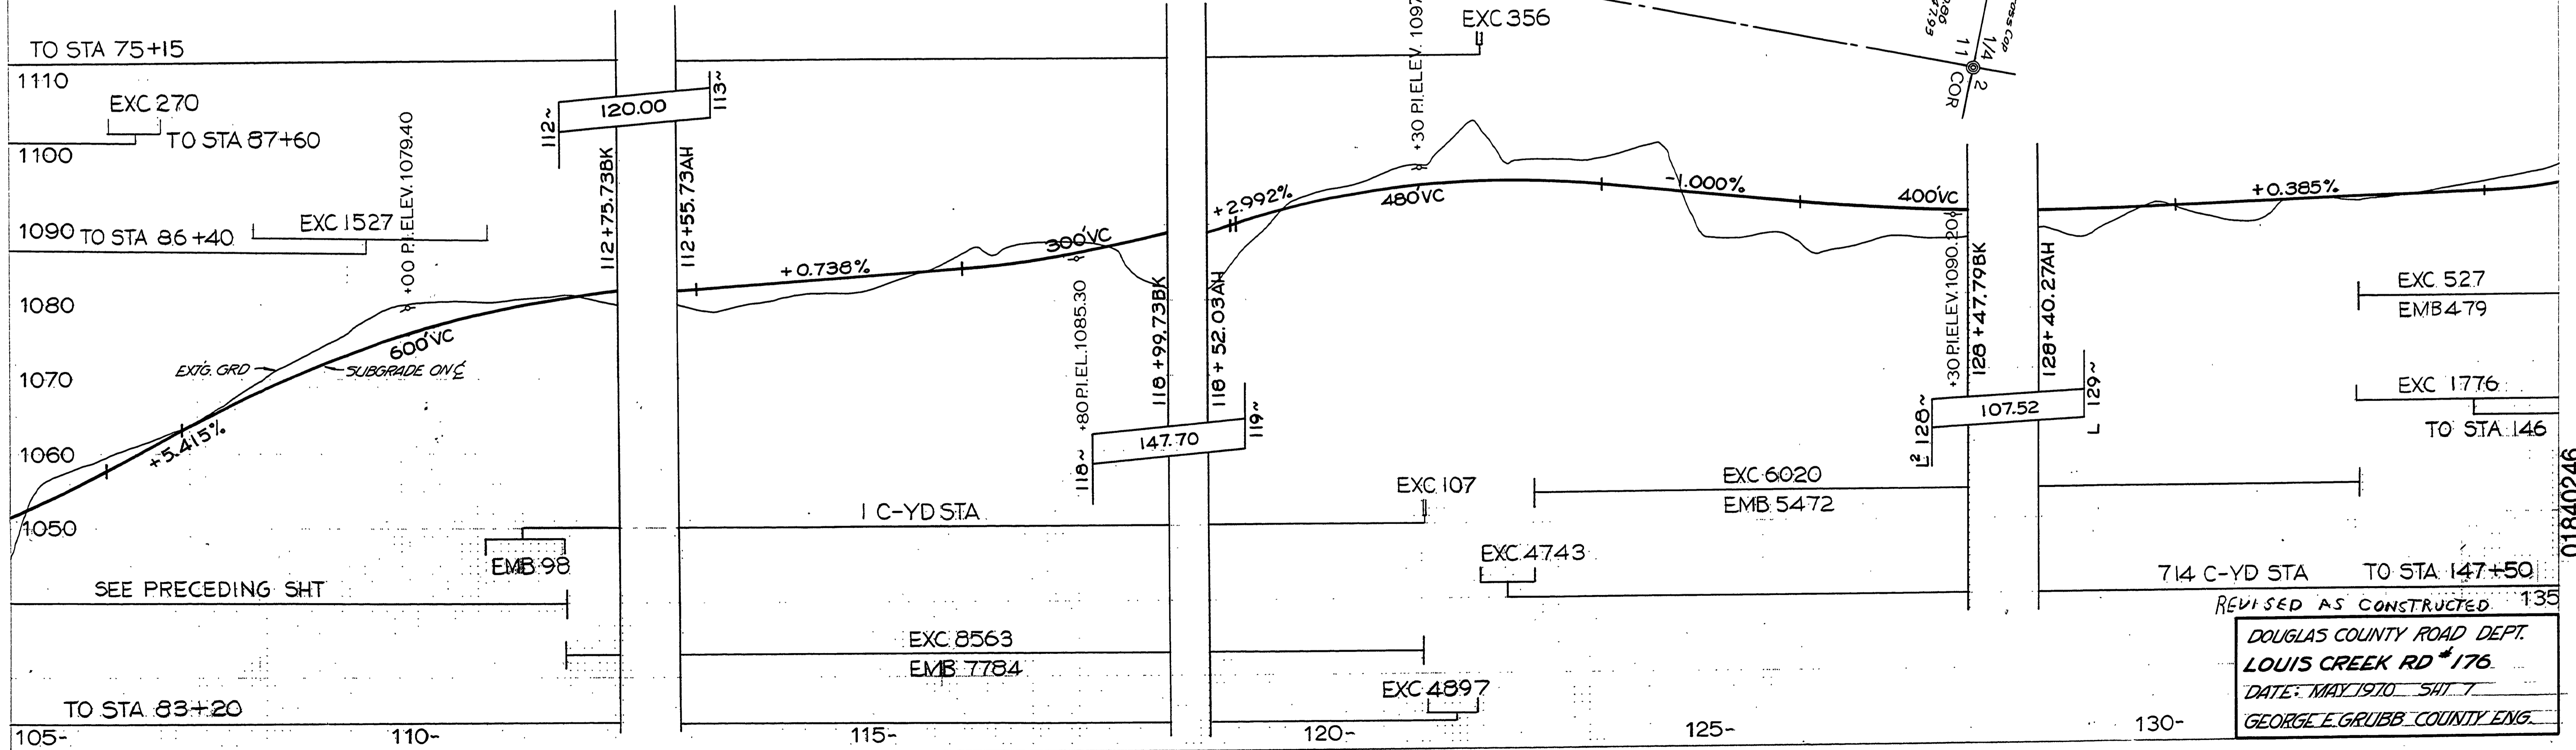 TO STA 75+15
EXC 356
+30 P.I.ELEV. 1097
1/4
11
2
COR
1110
EXC 270
TO STA 87+60
1100
112~
120.00
113~
+00 P.I.ELEV.1079.40
112+75.73BK
112+55.73AH
EXC 1527
1090
TO STA 86+40
+2.992%
480'VC
-1.000%
400'VC
+0.385%
300'VC
+0.738%
1080
600'VC
EXTG. GRD
SUBGRADE ON ℄
1070
+80P.I.EL.1085.30
118+99.73BK
118+52.03AH
+30P.I.ELEV.1090.20
128+47.79BK
128+40.27AH
EXC 527
EMB 479
EXC 1776
TO STA 146
118~
147.70
119~
L² 128~
107.52
L 129~
1060
+5.415%
1050
EXC 107
EXC 6020
EMB 5472
1 C-YD STA
EMB 98
EXC 4743
SEE PRECEDING SHT
714 C-YD STA
TO STA 147+50
REVISED AS CONSTRUCTED
135
EXC 8563
EMB 7784
EXC 4897
TO STA 83+20
105-
110-
115-
120-
125-
130-
DOUGLAS COUNTY ROAD DEPT.
LOUIS CREEK RD #176
DATE: MAY 1970 SHT 7
GEORGE E. GRUBB COUNTY ENG.
01840246